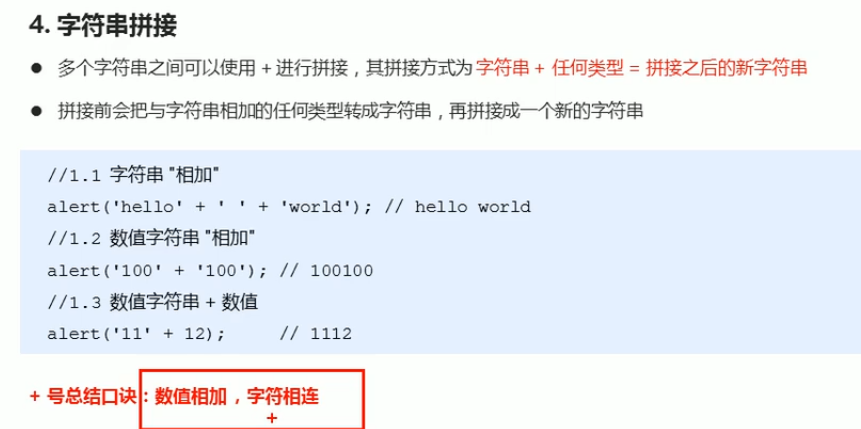 4. 字符串拼接
● 多个字符串之间可以使用 + 进行拼接，其拼接方式为 字符串 + 任何类型 = 拼接之后的新字符串
● 拼接前会把与字符串相加的任何类型转成字符串，再拼接成一个新的字符串
//1.1 字符串 "相加"
alert('hello' + ' ' + 'world'); // hello world
//1.2 数值字符串 "相加"
alert('100' + '100'); // 100100
//1.3 数值字符串 + 数值
alert('11' + 12);     // 1112
+ 号总结口诀：数值相加，字符相连
+